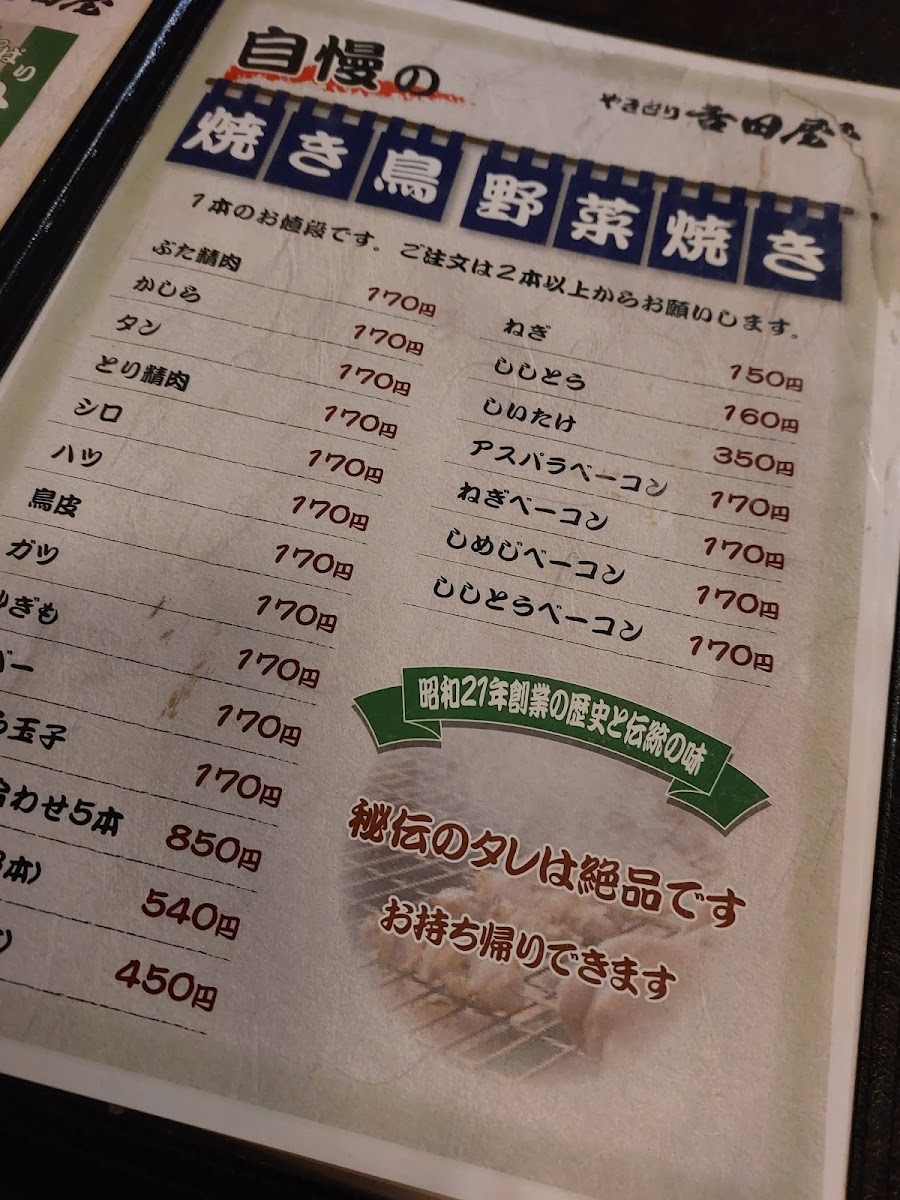 自慢の
やきとり 吉田屋
焼き鳥 野菜焼き
1本のお値段です。ご注文は2本以上からお願いします。
ぶた精肉 170円
かしら 170円
タン 170円
とり精肉 170円
シロ 170円
ハツ 170円
鳥皮 170円
ガツ 170円
ぎも 170円
バー 170円
玉子 170円
合わせ5本 850円
本) 540円
450円
ねぎ 150円
ししとう 160円
しいたけ 350円
アスパラベーコン 170円
ねぎベーコン 170円
しめじベーコン 170円
ししとうベーコン 170円
昭和21年創業の歴史と伝統の味
秘伝のタレは絶品です
お持ち帰りできます